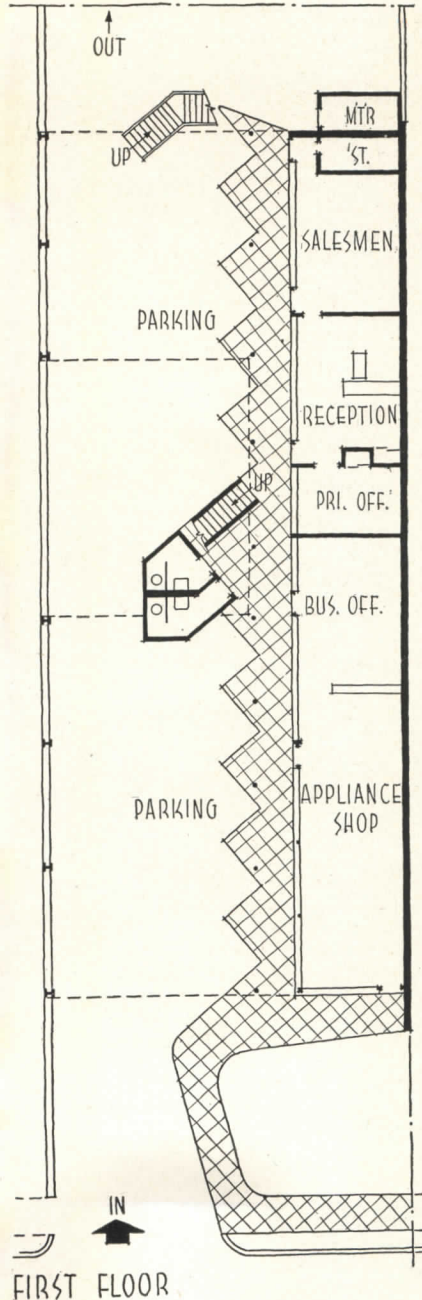 OUT
MTR
ST.
UP
SALESMEN
PARKING
RECEPTION
UP
PRI. OFF.
BUS. OFF.
PARKING
APPLIANCE
SHOP
IN
FIRST FLOOR